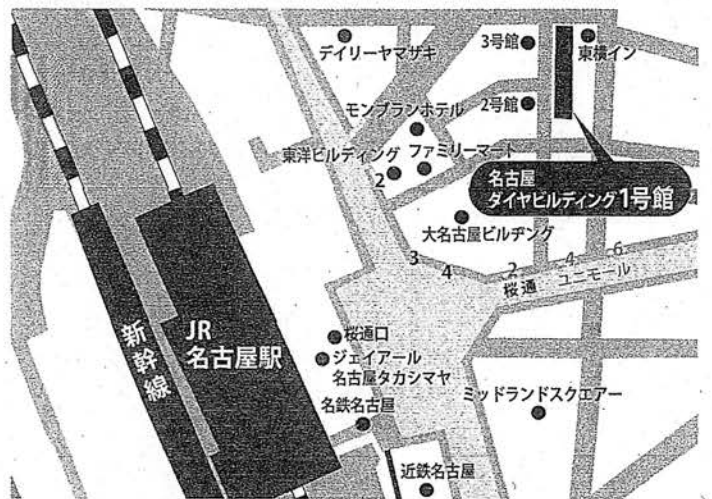 デイリーヤマザキ
3号館
東横イン
モンブランホテル
2号館
東洋ビルディング
ファミリーマート
2
名古屋
ダイヤビルディング1号館
大名古屋ビルヂング
3
4
2
4
6
桜通
ユニモール
新幹線
JR
名古屋駅
桜通口
ジェイアール
名古屋タカシマヤ
名鉄名古屋
ミッドランドスクエアー
近鉄名古屋